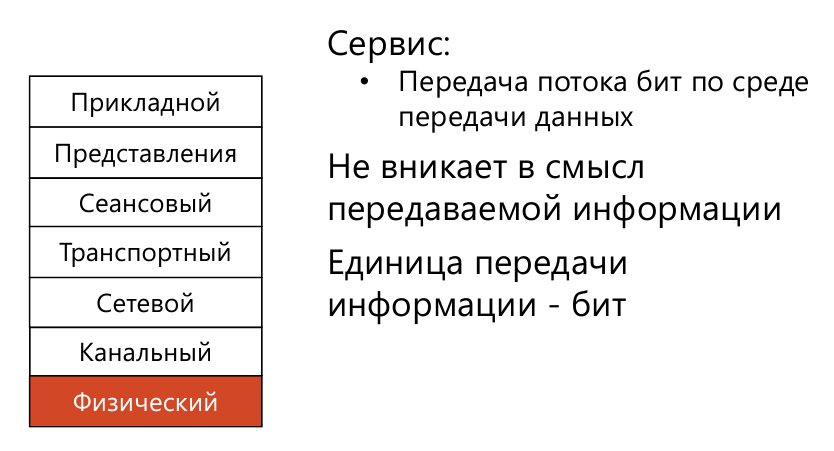 Прикладной
Представления
Сеансовый
Транспортный
Сетевой
Канальный
Физический
Сервис:
• Передача потока бит по среде
передачи данных
Не вникает в смысл
передаваемой информации
Единица передачи
информации - бит